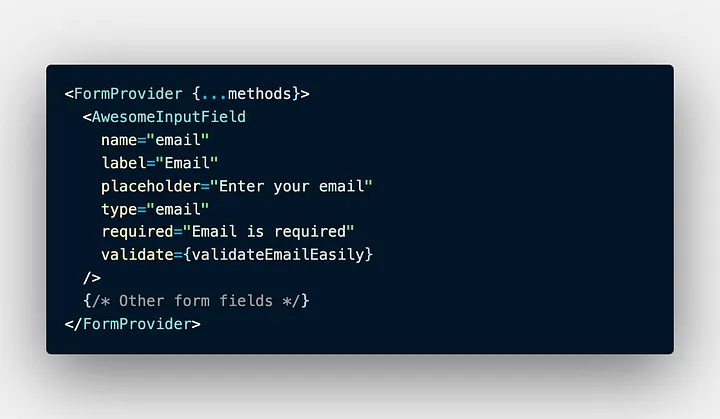 <FormProvider {...methods}>
<AwesomeInputField
name="email"
label="Email"
placeholder="Enter your email"
type="email"
required="Email is required"
validate={validateEmailEasily}
/>
{/* Other form fields */}
</FormProvider>